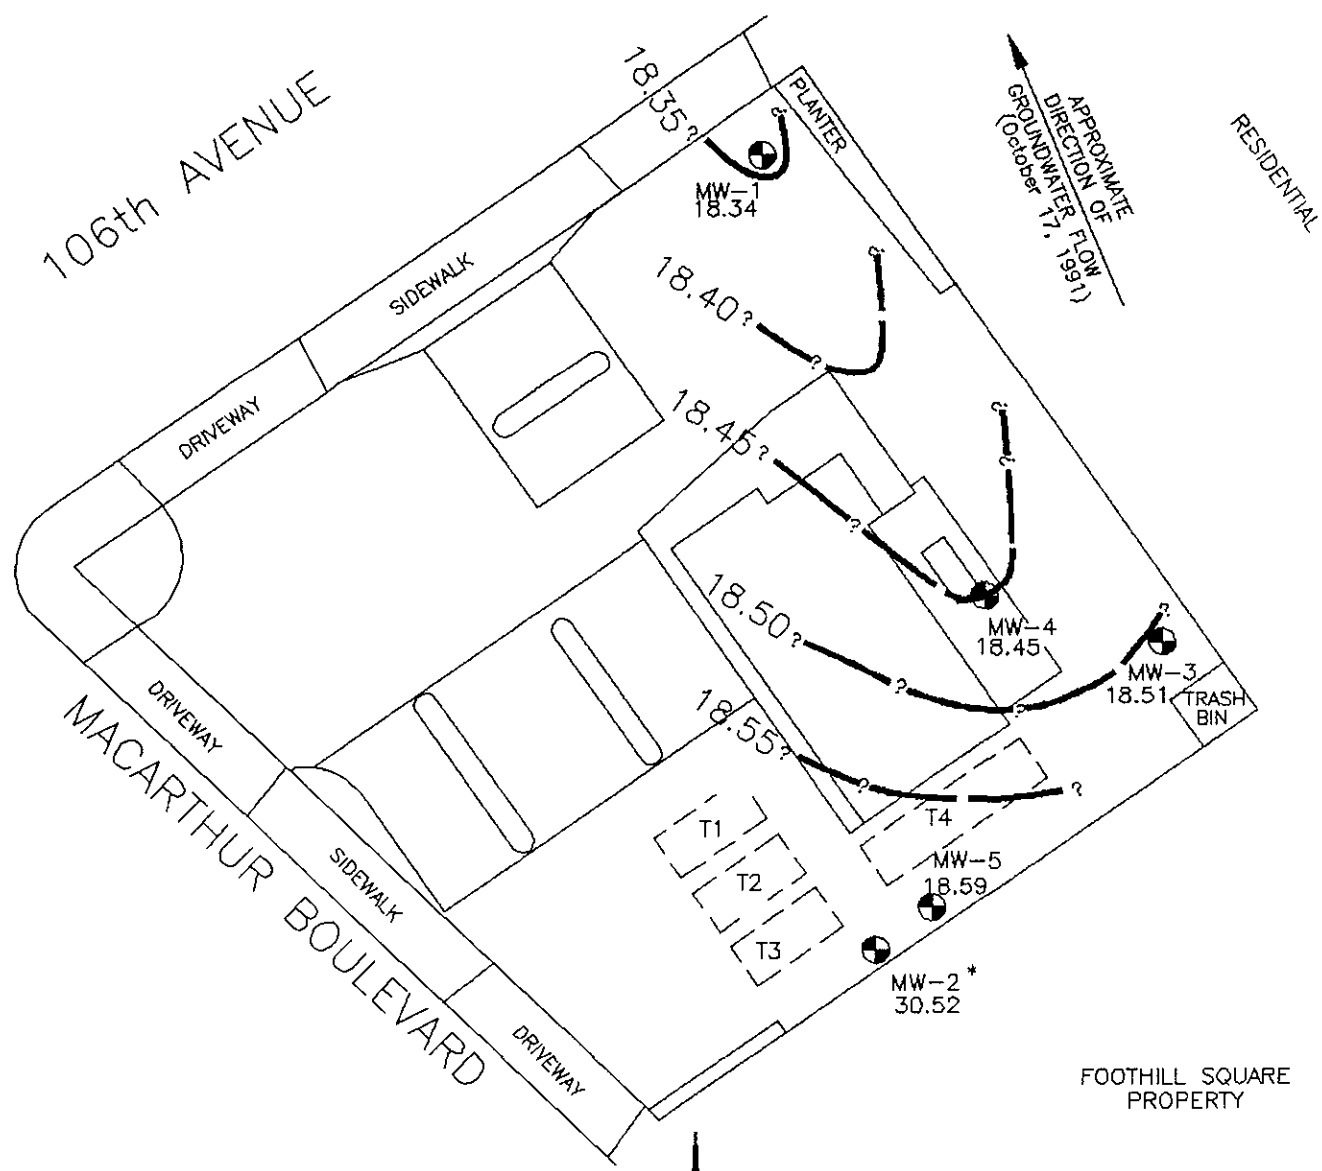 106th AVENUE
18.35?
?
PLANTER
MW-1
18.34
APPROXIMATE
DIRECTION OF
GROUNDWATER FLOW
(October 17, 1991)
RESIDENTIAL
SIDEWALK
18.40?
?
?
DRIVEWAY
18.45?
?
?
?
18.50?
?
?
?
MW-4
18.45
MW-3
18.51
TRASH
BIN
DRIVEWAY
18.55?
?
?
T1
T2
T3
T4
MW-5
18.59
MW-2*
30.52
MACARTHUR BOULEVARD
SIDEWALK
DRIVEWAY
FOOTHILL SQUARE
PROPERTY